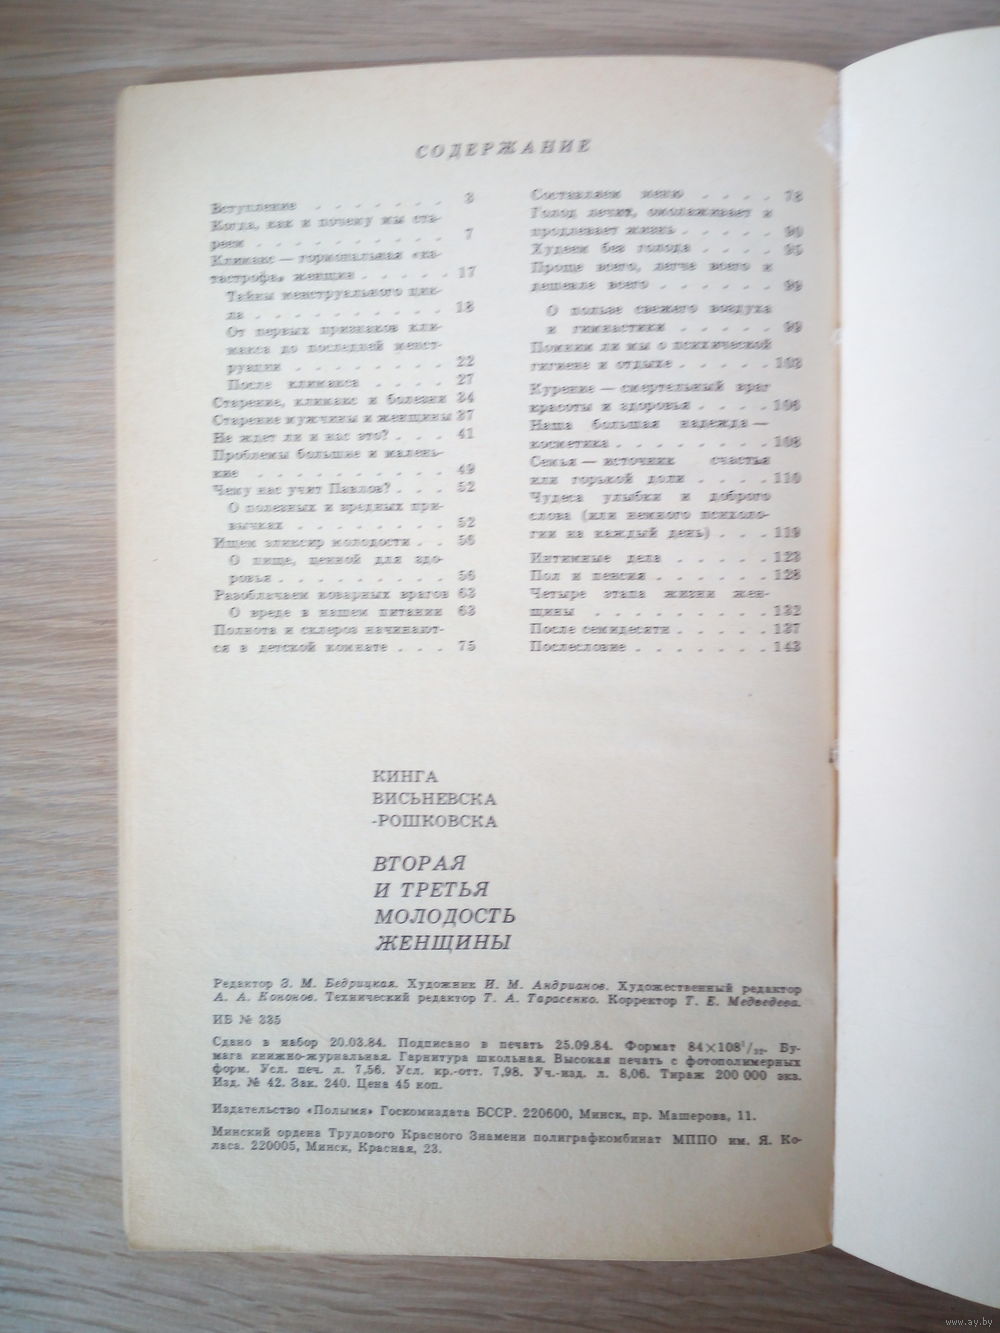 СОДЕРЖАНИЕ
Вступление . . . . . . . 3
Когда, как и почему мы ста-
реем . . . . . . . . . . 7
Климакс — гормональная «ка-
тастрофа» женщин . . . . . 17
Тайны менструального цик-
ла . . . . . . . . . . 18
От первых признаков кли-
макса до последней менст-
руации . . . . . . . . 22
После климакса . . . . 27
Старение, климакс и болезни 34
Старение мужчины и женщины 37
Не ждет ли и нас это? . . . 41
Проблемы большие и малень-
кие . . . . . . . . . . 49
Чему нас учит Павлов? . . . 52
О полезных и вредных при-
вычках . . . . . . . . 52
Ищем эликсир молодости . . 56
О пище, ценной для здо-
ровья . . . . . . . . . 56
Разоблачаем коварных врагов 63
О вреде в нашем питании 63
Полнота и склероз начинают-
ся в детской комнате . . . 75
Составляем меню . . . . 78
Голод лечит, омолаживает и
продлевает жизнь . . . . . 90
Худеем без голода . . . . 95
Проще всего, легче всего и
дешевле всего . . . . . . 99
О пользе свежего воздуха
и гимнастики . . . . . 99
Помним ли мы о психической
гигиене и отдыхе . . . . . 103
Курение — смертельный враг
красоты и здоровья . . . . 106
Наша большая надежда —
косметика . . . . . . . 108
Семья — источник счастья
или горькой доли . . . . 110
Чудеса улыбки и доброго
слова (или немного психоло-
гии на каждый день) . . . 119
Интимные дела . . . . . 123
Пол и пенсия . . . . . . 128
Четыре этапа жизни жен-
щины . . . . . . . . . 132
После семидесяти . . . . . 137
Послесловие . . . . . . . 143
КИНГА
ВИСЬНЕВСКА
-РОШКОВСКА
ВТОРАЯ
И ТРЕТЬЯ
МОЛОДОСТЬ
ЖЕНЩИНЫ
Редактор З. М. Бедрицкая. Художник И. М. Андрианов. Художественный редактор
А. А. Кононов. Технический редактор Т. А. Тарасенко. Корректор Т. Е. Медведева.
ИБ № 335
Сдано в набор 20.03.84. Подписано в печать 25.09.84. Формат 84×108¹/₃₂. Бу-
мага книжно-журнальная. Гарнитура школьная. Высокая печать с фотополимерных
форм. Усл. печ. л. 7,56. Усл. кр.-отт. 7,98. Уч.-изд. л. 8,06. Тираж 200 000 экз.
Изд. № 42. Зак. 240. Цена 45 коп.
Издательство «Полымя» Госкомиздата БССР. 220600, Минск, пр. Машерова, 11.
Минский ордена Трудового Красного Знамени полиграфкомбинат МППО им. Я. Ко-
ласа. 220005, Минск, Красная, 23.
www.ay.by